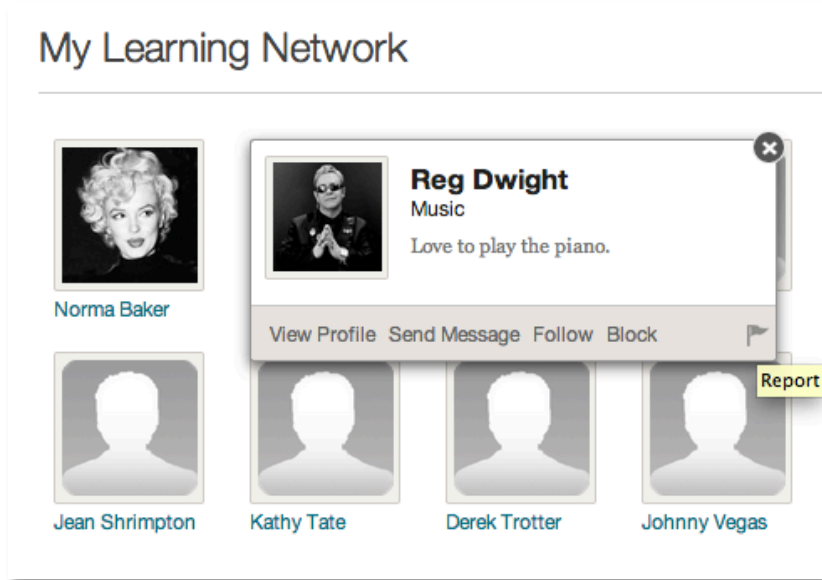 My Learning Network
Reg Dwight
Music
Love to play the piano.
Norma Baker
View Profile Send Message Follow Block
Report
Jean Shrimpton Kathy Tate Derek Trotter Johnny Vegas